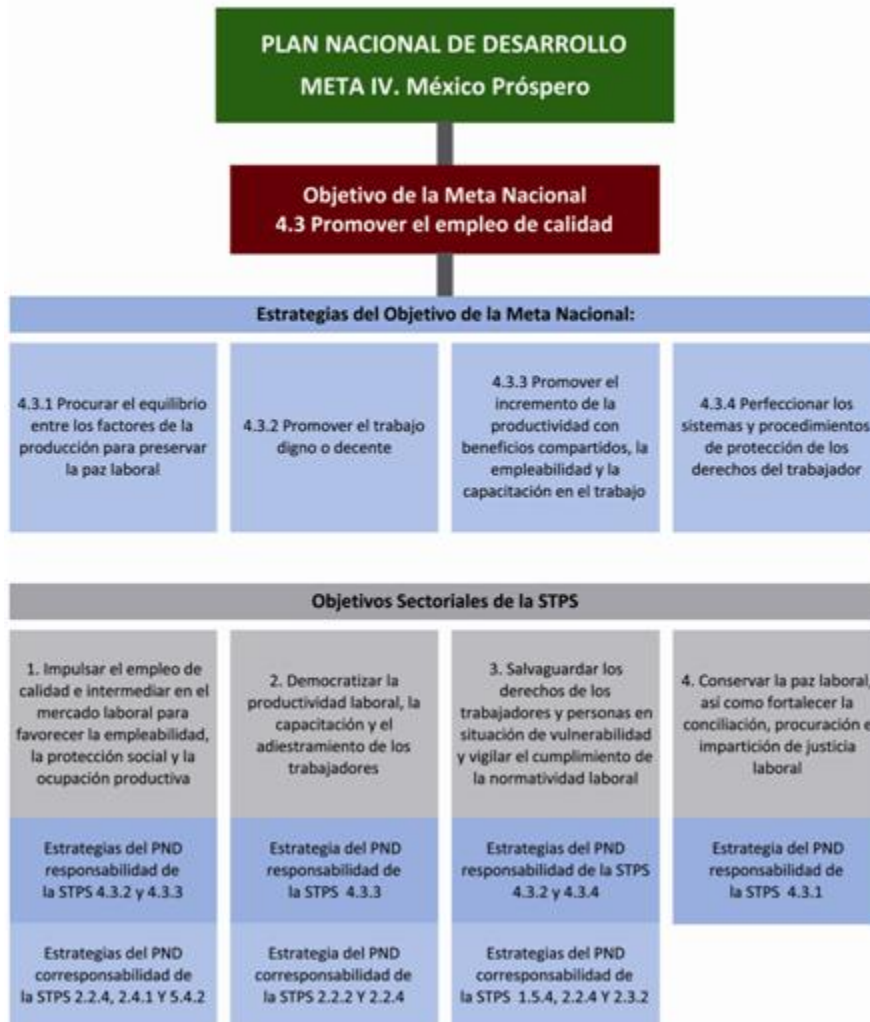 PLAN NACIONAL DE DESARROLLO
META IV. México Próspero
Objetivo de la Meta Nacional
4.3 Promover el empleo de calidad
Estrategias del Objetivo de la Meta Nacional:
4.3.1 Procurar el equilibrio
entre los factores de la
producción para preservar
la paz laboral
4.3.2 Promover el trabajo
digno o decente
4.3.3 Promover el
incremento de la
productividad con
beneficios compartidos, la
empleabilidad y la
capacitación en el trabajo
4.3.4 Perfeccionar los
sistemas y procedimientos
de protección de los
derechos del trabajador
Objetivos Sectoriales de la STPS
1. Impulsar el empleo de
calidad e intermediar en el
mercado laboral para
favorecer la empleabilidad,
la protección social y la
ocupación productiva
2. Democratizar la
productividad laboral, la
capacitación y el
adiestramiento de los
trabajadores
3. Salvaguardar los
derechos de los
trabajadores y personas en
situación de vulnerabilidad
y vigilar el cumplimiento de
la normatividad laboral
4. Conservar la paz laboral,
así como fortalecer la
conciliación, procuración e
impartición de justicia
laboral
Estrategias del PND
responsabilidad de
la STPS 4.3.2 y 4.3.3
Estrategia del PND
responsabilidad de
la STPS 4.3.3
Estrategias del PND
responsabilidad de la STPS
4.3.2 y 4.3.4
Estrategia del PND
responsabilidad de
la STPS 4.3.1
Estrategias del PND
corresponsabilidad de
la STPS 2.2.4, 2.4.1 Y 5.4.2
Estrategia del PND
corresponsabilidad de
la STPS 2.2.2 Y 2.2.4
Estrategias del PND
corresponsabilidad de
la STPS 1.5.4, 2.2.4 Y 2.3.2